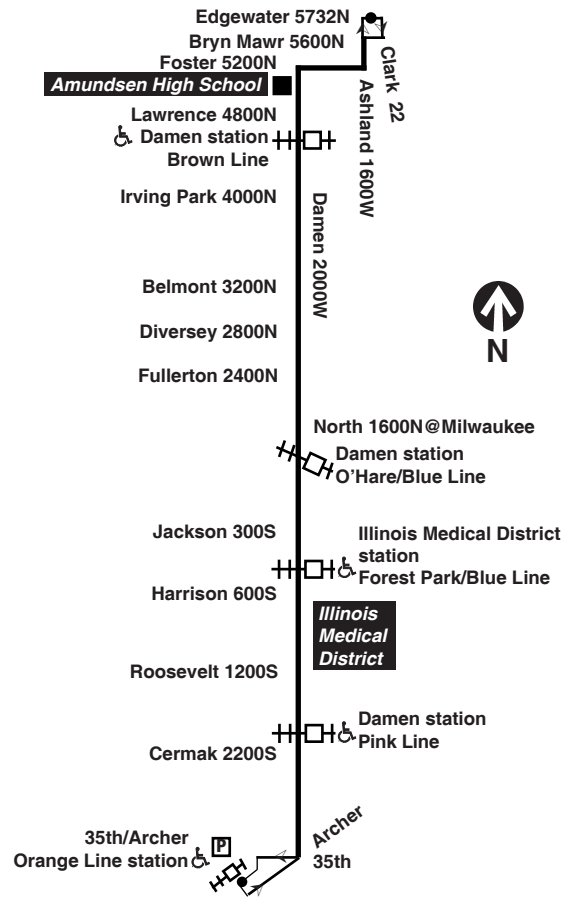 Edgewater 5732N
Bryn Mawr 5600N
Foster 5200N
Amundsen High School
Clark 22
Ashland 1600W
Lawrence 4800N
Damen station
Brown Line
Irving Park 4000N
Damen 2000W
Belmont 3200N
Diversey 2800N
N
Fullerton 2400N
North 1600N@Milwaukee
Damen station
O'Hare/Blue Line
Jackson 300S
Illinois Medical District
station
Forest Park/Blue Line
Harrison 600S
Illinois
Medical
District
Roosevelt 1200S
Damen station
Pink Line
Cermak 2200S
Archer
35th
35th/Archer
P
Orange Line station